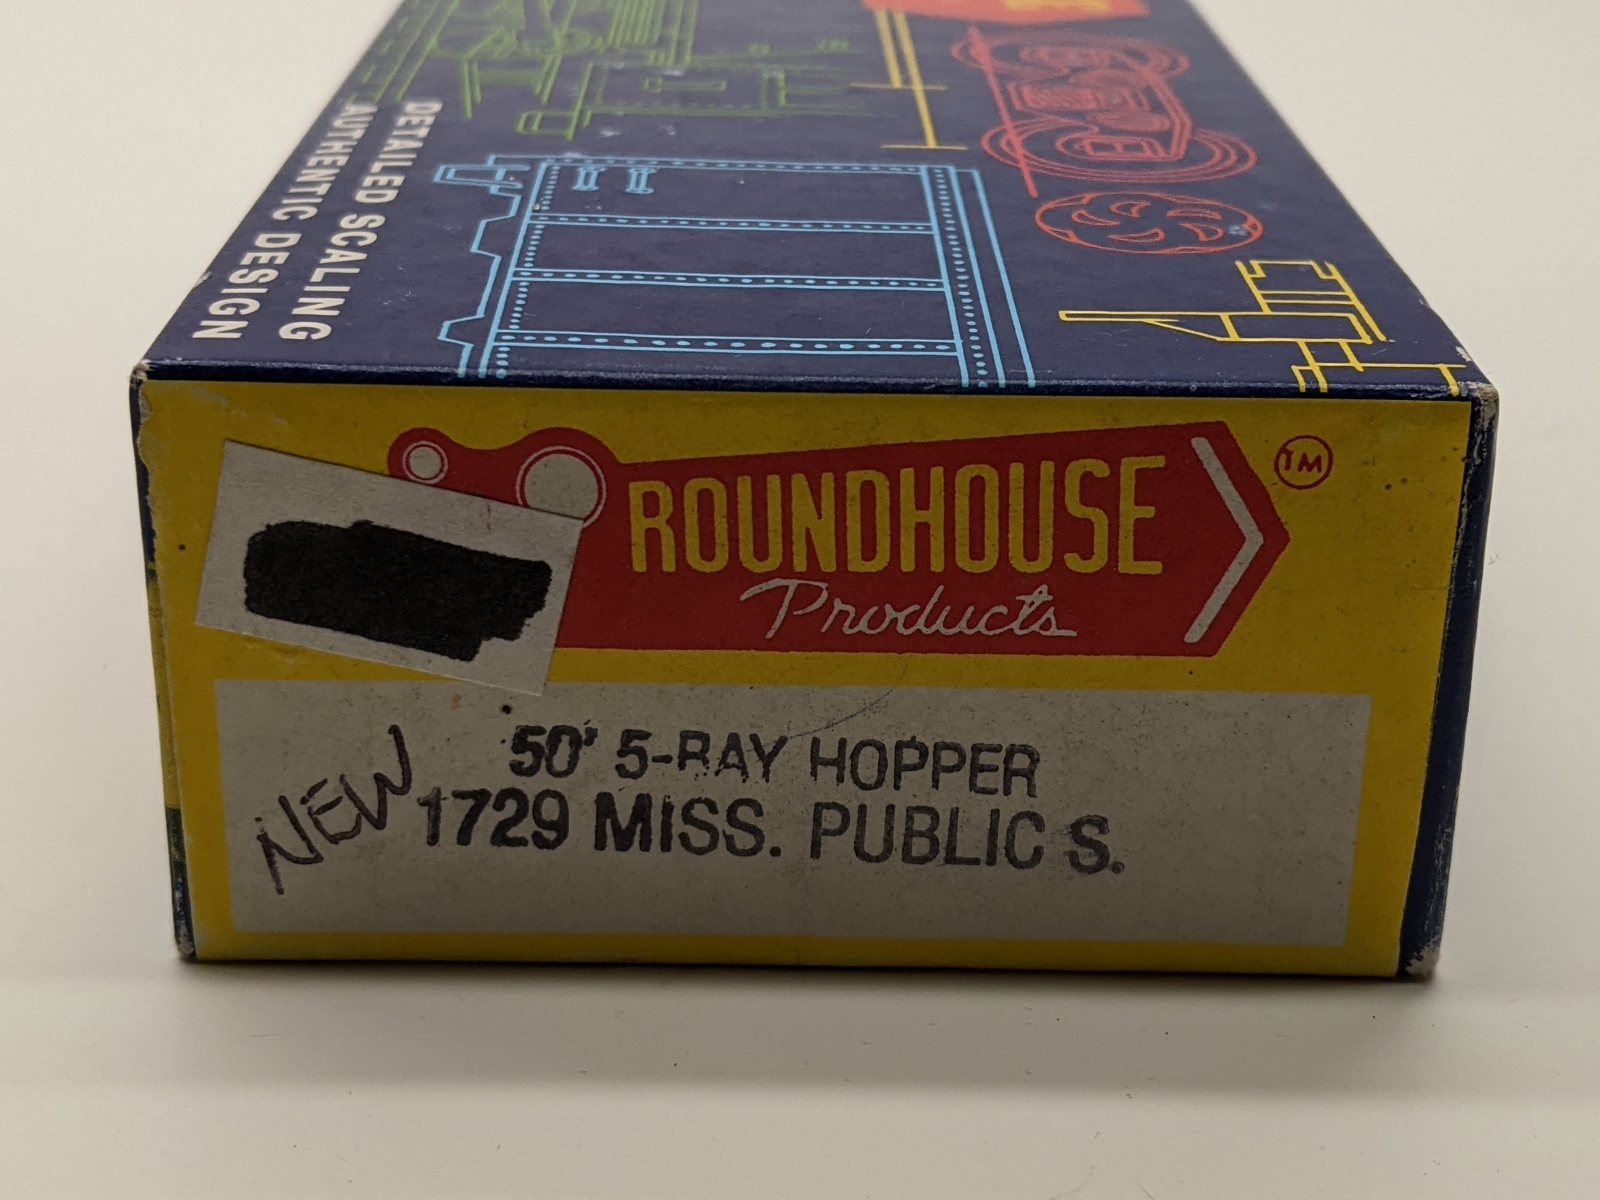 DETAILED SCALING
AUTHENTIC DESIGN
ROUNDHOUSE
TM
Products
NEW
50' 5-BAY HOPPER
1729 MISS. PUBLIC S.